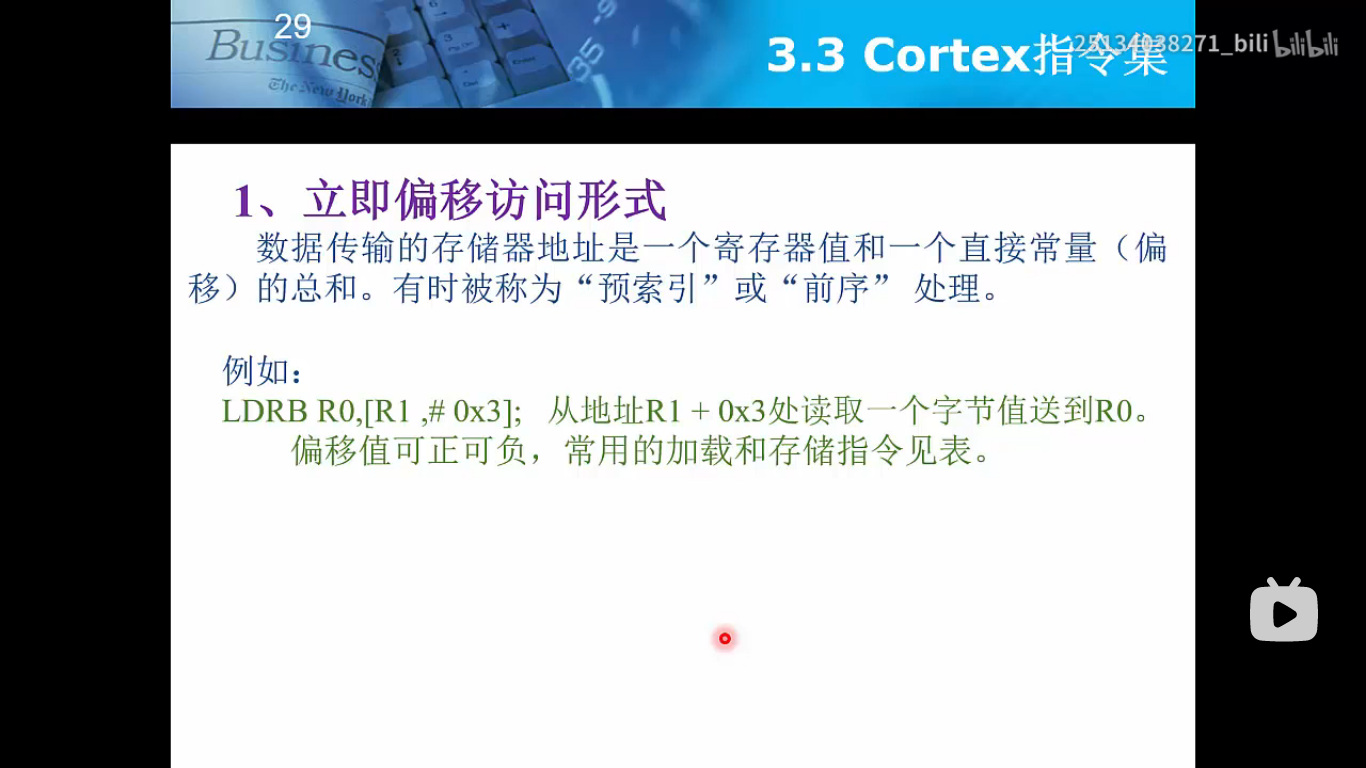 29
Business
The New York
3.3 Cortex指令集
25134038271_bili bilibili
1、立即偏移访问形式
数据传输的存储器地址是一个寄存器值和一个直接常量（偏
移）的总和。有时被称为“预索引”或“前序” 处理。
例如：
LDRB R0,[R1 ,# 0x3]; 从地址R1 + 0x3处读取一个字节值送到R0。
偏移值可正可负，常用的加载和存储指令见表。